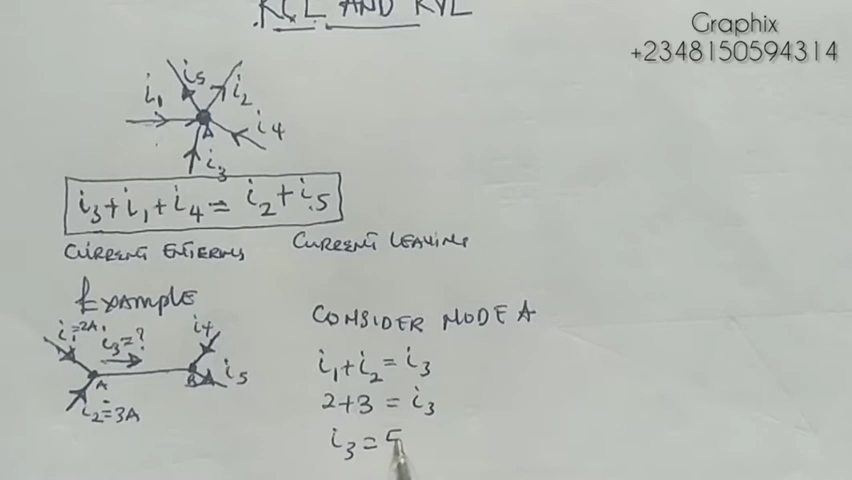 KCL AND KVL
Graphix
+2348150594314
i5
i2
i1
A
i4
i3
i3+i1+i4= i2+i5
CURRENT ENTERING
CURRENT LEAVING
Example
i1=2A
i3=?
i4
A
B
i5
i2=3A
CONSIDER NODE A
i1+i2=i3
2+3=i3
i3=5